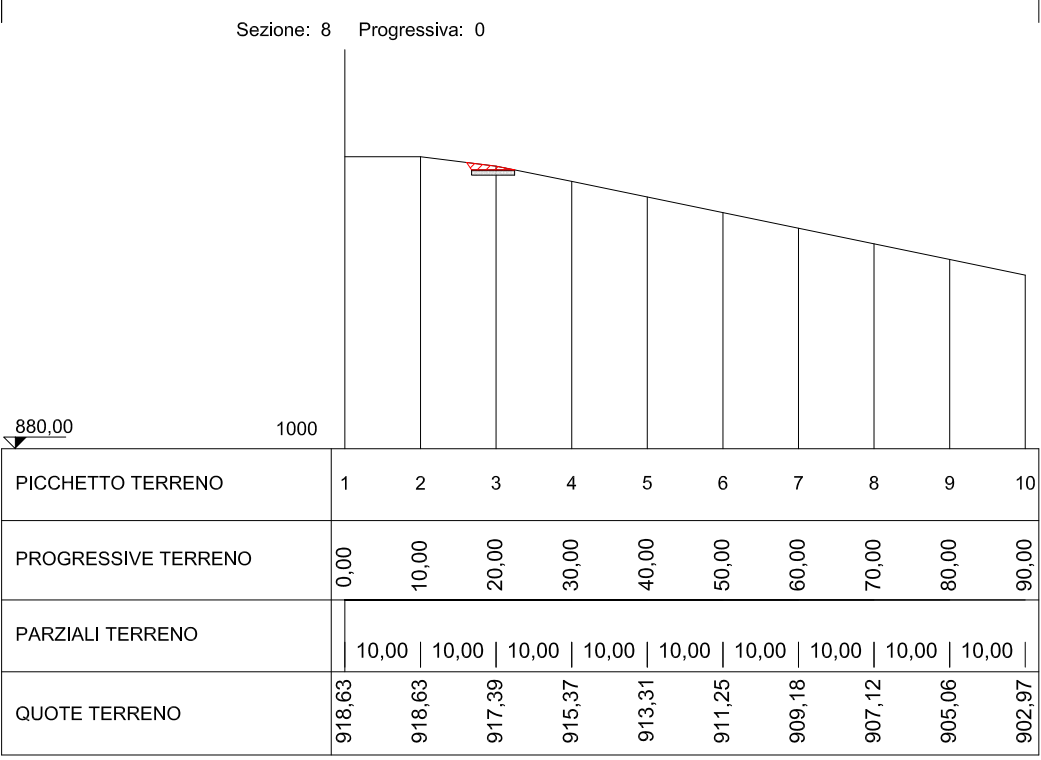 Sezione: 8 Progressiva: 0
880,00 1000
PICCHETTO TERRENO 1 2 3 4 5 6 7 8 9 10
PROGRESSIVE TERRENO 0,00 10,00 20,00 30,00 40,00 50,00 60,00 70,00 80,00 90,00
PARZIALI TERRENO 10,00 10,00 10,00 10,00 10,00 10,00 10,00 10,00 10,00
QUOTE TERRENO 918,63 918,63 917,39 915,37 913,31 911,25 909,18 907,12 905,06 902,97